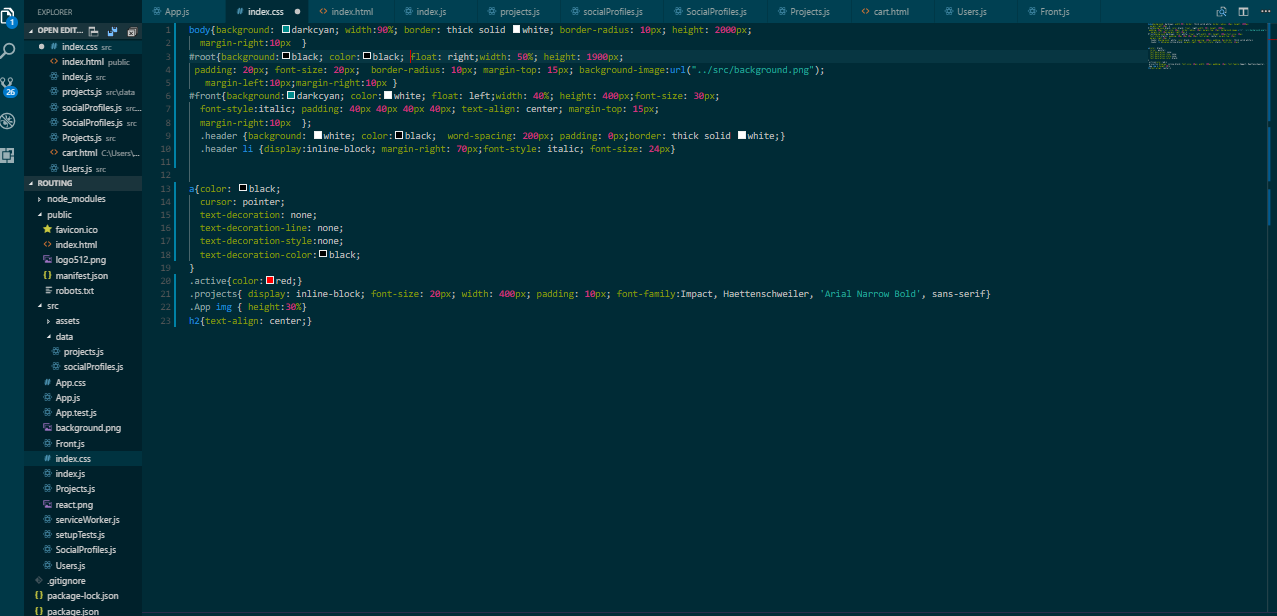 EXPLORER
App.js
index.css
index.html
index.js
projects.js
socialProfiles.js
SocialProfiles.js
Projects.js
cart.html
Users.js
Front.js
1
26
OPEN EDIT...
index.css src
index.html public
index.js src
projects.js src\data
socialProfiles.js src...
SocialProfiles.js src
Projects.js src
cart.html C:\Users\...
Users.js src
ROUTING
node_modules
public
favicon.ico
index.html
logo512.png
manifest.json
robots.txt
src
assets
data
projects.js
socialProfiles.js
App.css
App.js
App.test.js
background.png
Front.js
index.css
index.js
Projects.js
react.png
serviceWorker.js
setupTests.js
SocialProfiles.js
Users.js
.gitignore
package-lock.json
package.json
1 body{background: darkcyan; width:90%; border: thick solid white; border-radius: 10px; height: 2000px;
2 margin-right:10px }
3 #root{background:black; color:black; float: right;width: 50%; height: 1900px;
4 padding: 20px; font-size: 20px; border-radius: 10px; margin-top: 15px; background-image:url("../src/background.png");
5 margin-left:10px;margin-right:10px }
6 #front{background:darkcyan; color:white; float: left;width: 40%; height: 400px;font-size: 30px;
7 font-style:italic; padding: 40px 40px 40px 40px; text-align: center; margin-top: 15px;
8 margin-right:10px };
9 .header {background: white; color:black; word-spacing: 200px; padding: 0px;border: thick solid white;}
10 .header li {display:inline-block; margin-right: 70px;font-style: italic; font-size: 24px}
11
12
13 a{color: black;
14 cursor: pointer;
15 text-decoration: none;
16 text-decoration-line: none;
17 text-decoration-style:none;
18 text-decoration-color:black;
19 }
20 .active{color:red;}
21 .projects{ display: inline-block; font-size: 20px; width: 400px; padding: 10px; font-family:Impact, Haettenschweiler, 'Arial Narrow Bold', sans-serif}
22 .App img { height:30%}
23 h2{text-align: center;}